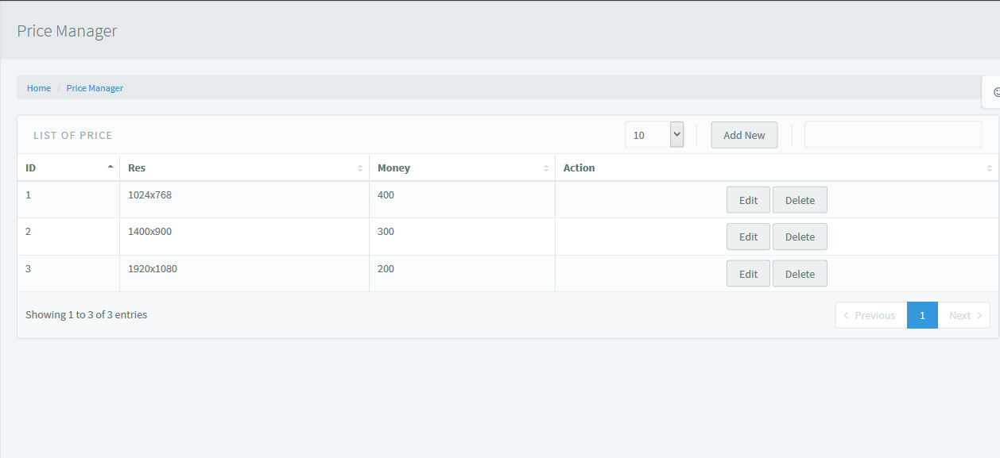 Price Manager
Home / Price Manager
LIST OF PRICE 10 Add New
ID Res Money Action
1 1024x768 400 Edit Delete
2 1400x900 300 Edit Delete
3 1920x1080 200 Edit Delete
Showing 1 to 3 of 3 entries < Previous 1 Next >